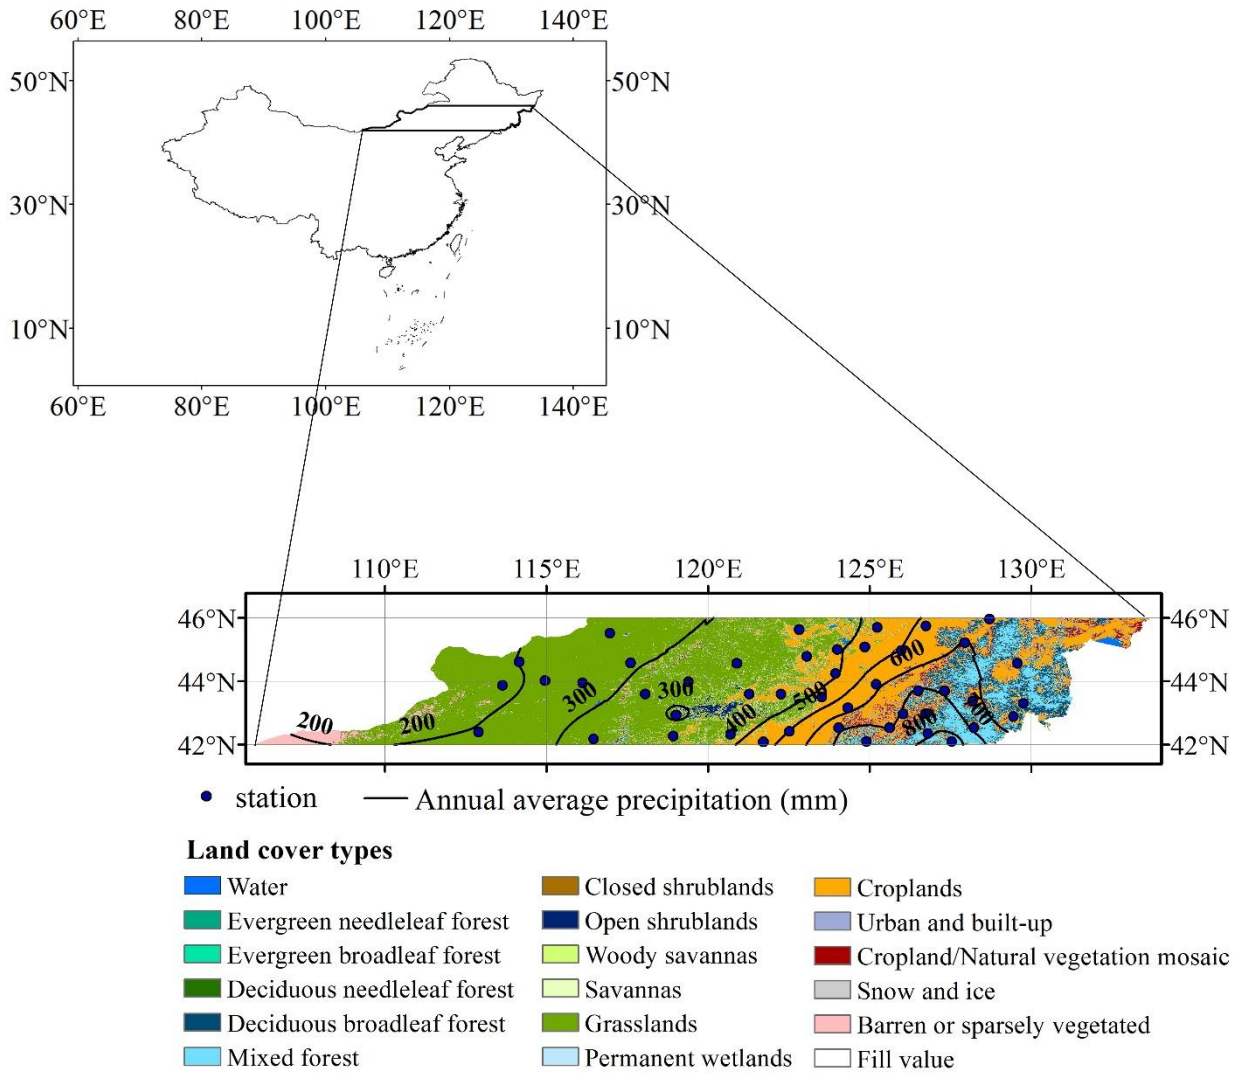 60°E 80°E 100°E 120°E 140°E
50°N 50°N
30°N 30°N
10°N 10°N
60°E 80°E 100°E 120°E 140°E
110°E 115°E 120°E 125°E 130°E
46°N 46°N
600
44°N 300 300 500 700 44°N
200 200 400 800
42°N 42°N
station Annual average precipitation (mm)
Land cover types
Water Closed shrublands Croplands
Evergreen needleleaf forest Open shrublands Urban and built-up
Evergreen broadleaf forest Woody savannas Cropland/Natural vegetation mosaic
Deciduous needleleaf forest Savannas Snow and ice
Deciduous broadleaf forest Grasslands Barren or sparsely vegetated
Mixed forest Permanent wetlands Fill value